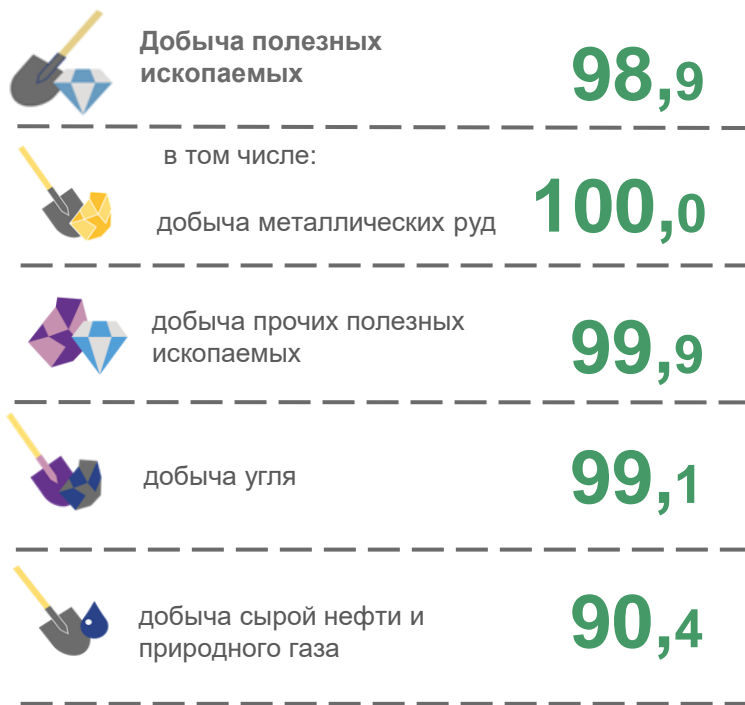 Добыча полезных
ископаемых
98,9
в том числе:
добыча металлических руд
100,0
добыча прочих полезных
ископаемых
99,9
добыча угля
99,1
добыча сырой нефти и
природного газа
90,4